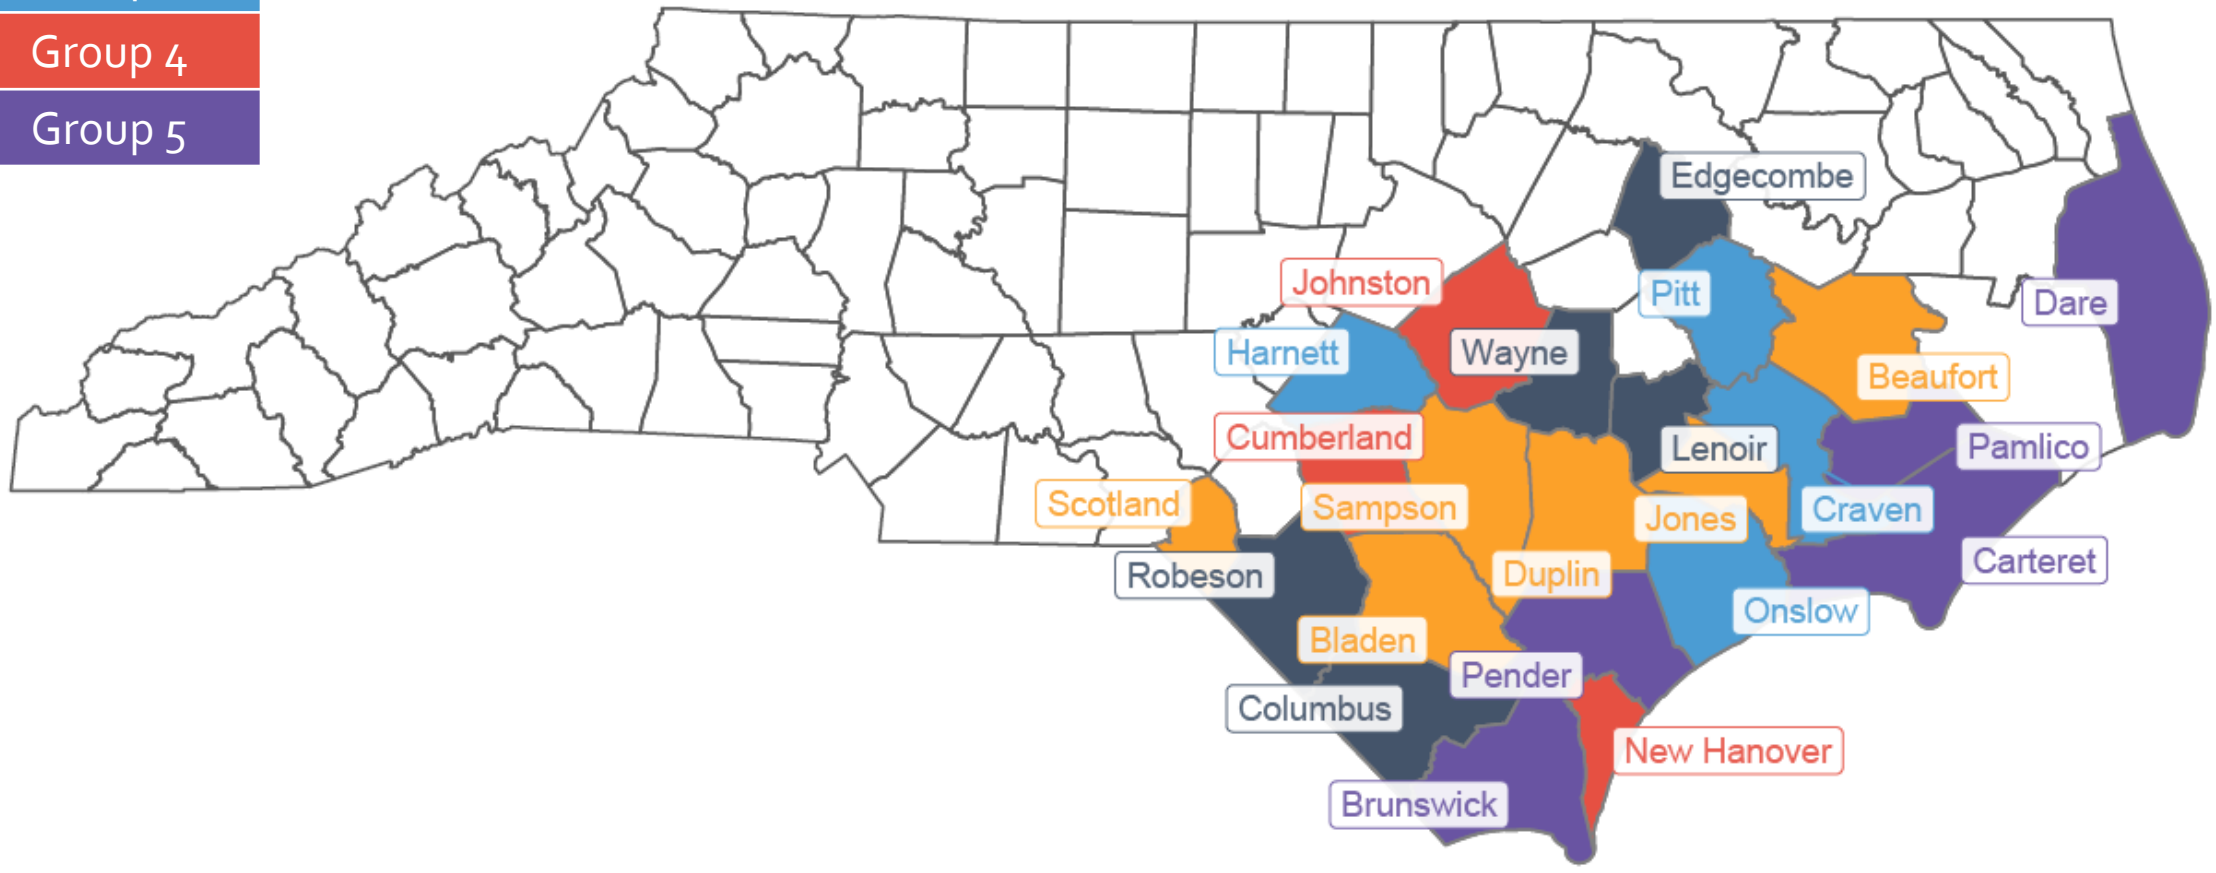 Group 4
Group 5
Edgecombe
Johnston
Pitt
Dare
Harnett
Wayne
Beaufort
Cumberland
Lenoir
Pamlico
Scotland
Sampson
Jones
Craven
Robeson
Duplin
Carteret
Bladen
Onslow
Pender
Columbus
New Hanover
Brunswick